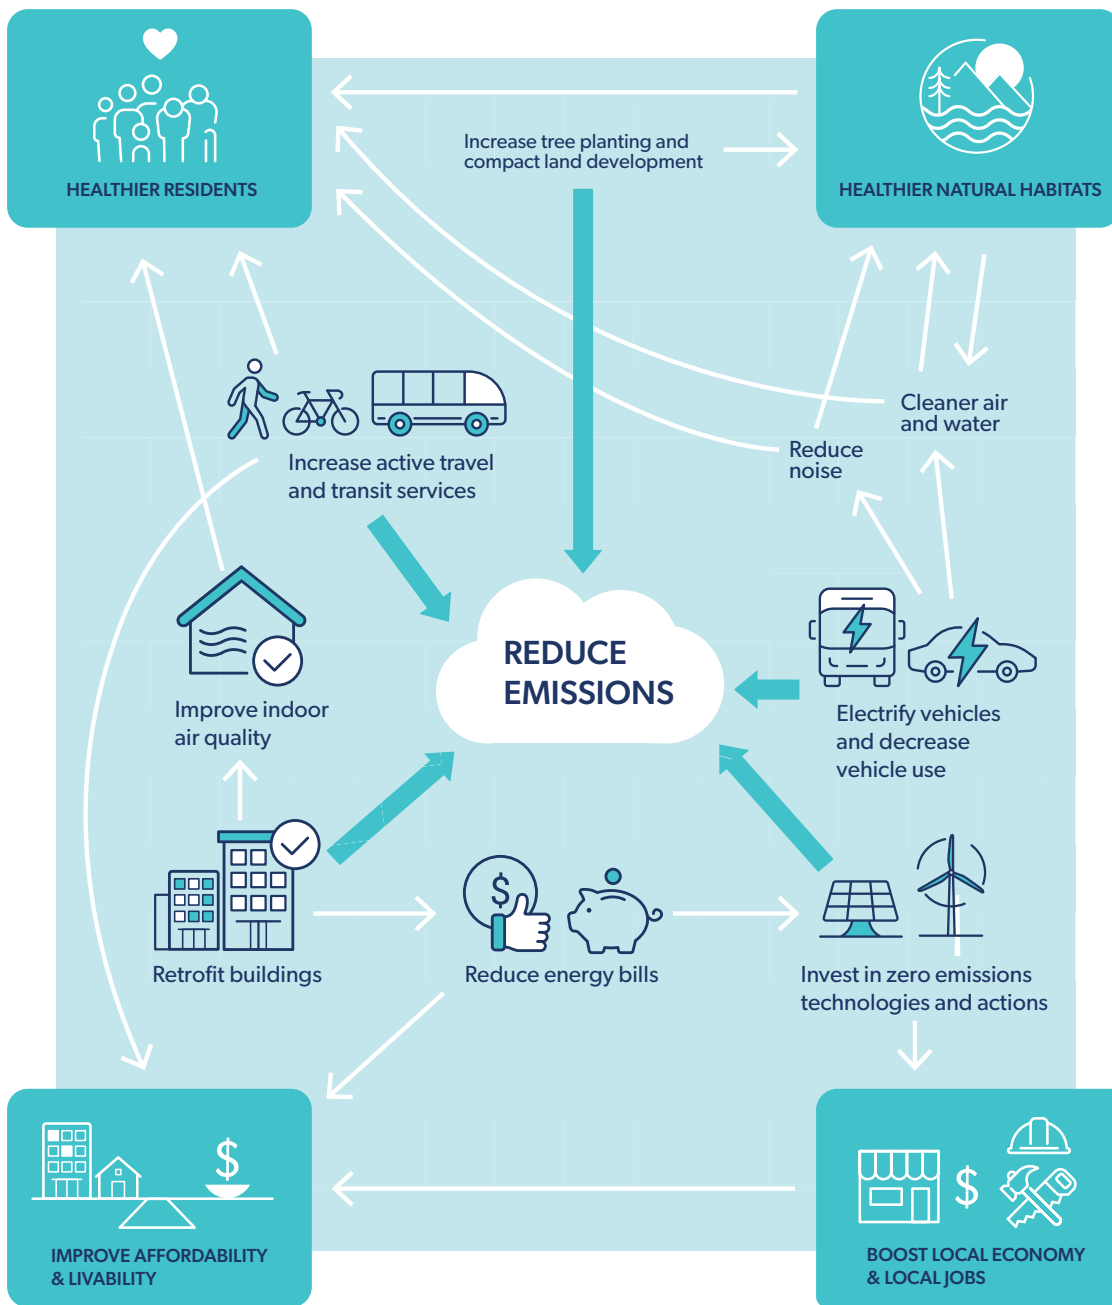 HEALTHIER RESIDENTS
Increase tree planting and
compact land development
HEALTHIER NATURAL HABITATS
Cleaner air
and water
Reduce
noise
Increase active travel
and transit services
REDUCE
EMISSIONS
Improve indoor
air quality
Electrify vehicles
and decrease
vehicle use
$
Retrofit buildings
Reduce energy bills
Invest in zero emissions
technologies and actions
$
$
IMPROVE AFFORDABILITY
& LIVABILITY
BOOST LOCAL ECONOMY
& LOCAL JOBS